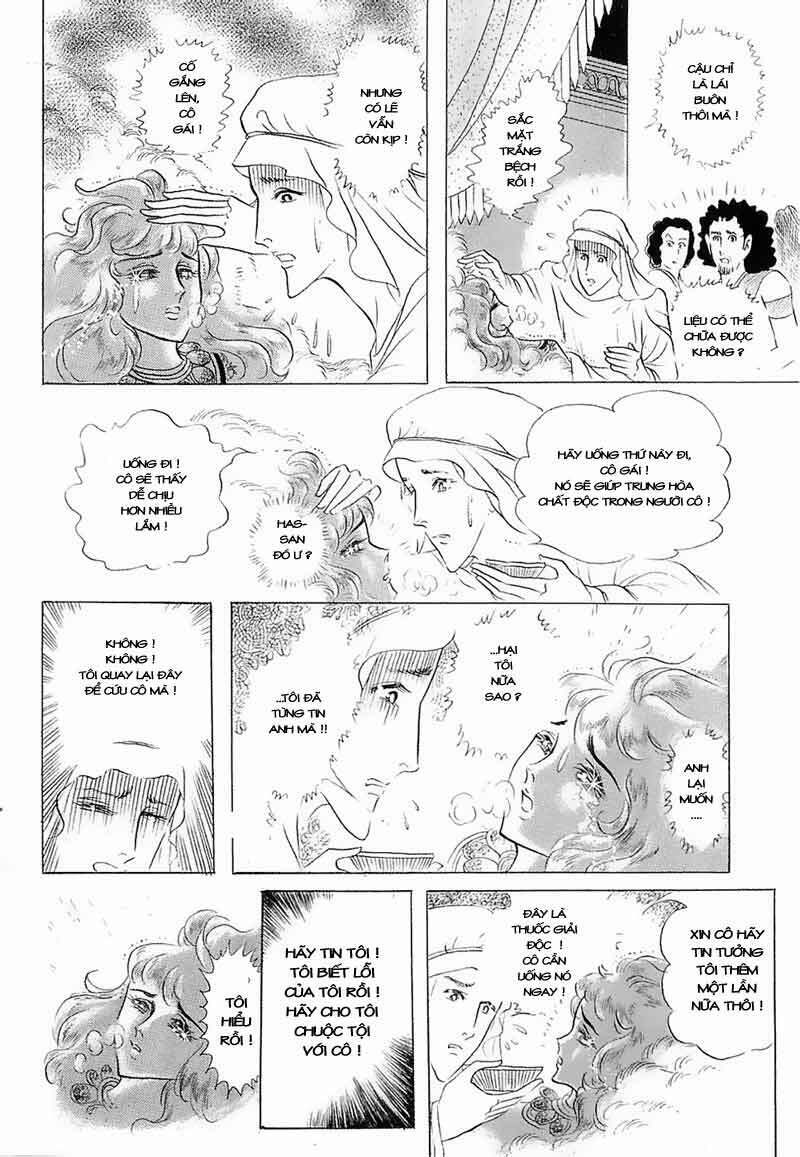 CẬU CHỈ
LÀ LÁI
BUÔN
THÔI MÀ !
SẮC
MẶT
TRẮNG
BỆCH
RỒI !
LIỆU CÓ THỂ
CHỮA ĐƯỢC
KHÔNG ?
NHƯNG
CÓ LẼ
VẪN
CÒN KỊP !
CỐ
GẮNG
LÊN,
CÔ
GÁI !
HÃY UỐNG THỨ NÀY ĐI,
CÔ GÁI !
NÓ SẼ GIÚP TRUNG HÒA
CHẤT ĐỘC TRONG NGƯỜI CÔ !
HAS-
SAN
ĐÓ Ư ?
UỐNG ĐI !
CÔ SẼ THẤY
DỄ CHỊU
HƠN NHIỀU
LẮM !
ANH
LẠI
MUỐN
....
...HẠI
TÔI
NỮA
SAO ?
...TÔI ĐÃ
TỪNG TIN
ANH MÀ !!
KHÔNG !
KHÔNG !
TÔI QUAY LẠI ĐÂY
ĐỂ CỨU CÔ MÀ !
XIN CÔ HÃY
TIN TƯỞNG
TÔI THÊM
MỘT LẦN
NỮA THÔI !
ĐÂY LÀ
THUỐC GIẢI
ĐỘC !
CÔ CẦN
UỐNG NÓ
NGAY !
HÃY TIN TÔI !
TÔI BIẾT LỖI
CỦA TÔI RỒI !
HÃY CHO TÔI
CHUỘC TỘI
VỚI CÔ !
TÔI
HIỂU
RỒI !